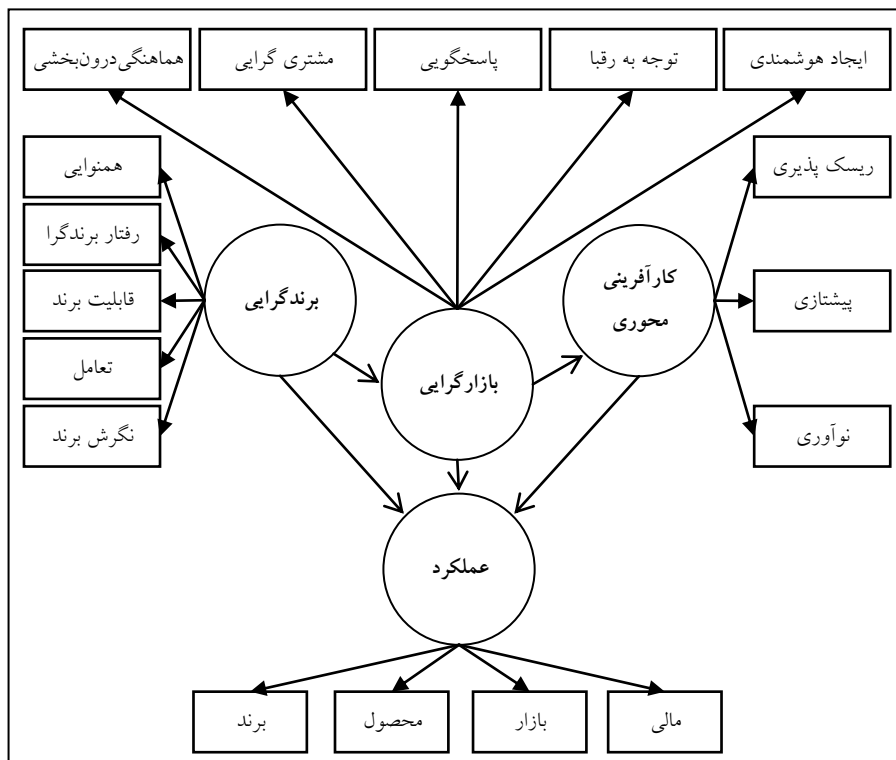 ایجاد هوشمندی
توجه به رقبا
پاسخگویی
مشتری گرایی
هماهنگی‌درون‌بخشی
ریسک پذیری
پیشتازی
نوآوری
کارآفرینی
محوری
بازارگرایی
برندگرایی
همنوایی
رفتار برندگرا
قابلیت برند
تعامل
نگرش برند
عملکرد
مالی
بازار
محصول
برند